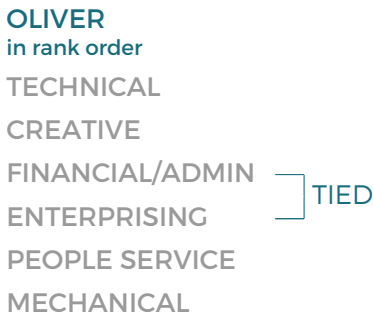 OLIVER
in rank order
TECHNICAL
CREATIVE
FINANCIAL/ADMIN
TIED
ENTERPRISING
PEOPLE SERVICE
MECHANICAL